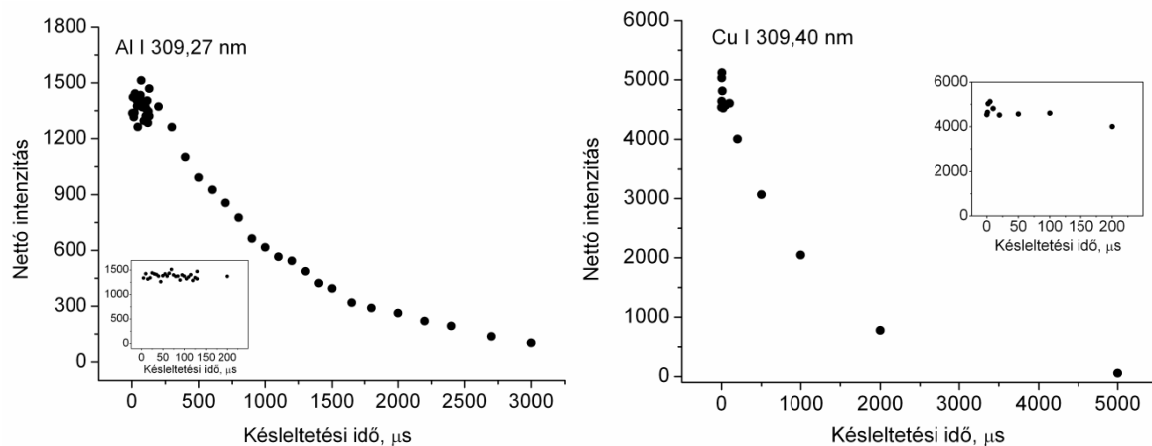 Al I 309,27 nm
Nettó intenzitás
1800
1500
1200
900
600
300
0
0 500 1000 1500 2000 2500 3000
Késleltetési idő, μs
1500
1000
500
0
0 50 100 150 200
Késleltetési idő, μs
Cu I 309,40 nm
Nettó intenzitás
6000
5000
4000
3000
2000
1000
0
0 1000 2000 3000 4000 5000
Késleltetési idő, μs
6000
4000
2000
0
0 50 100 150 200
Késleltetési idő, μs